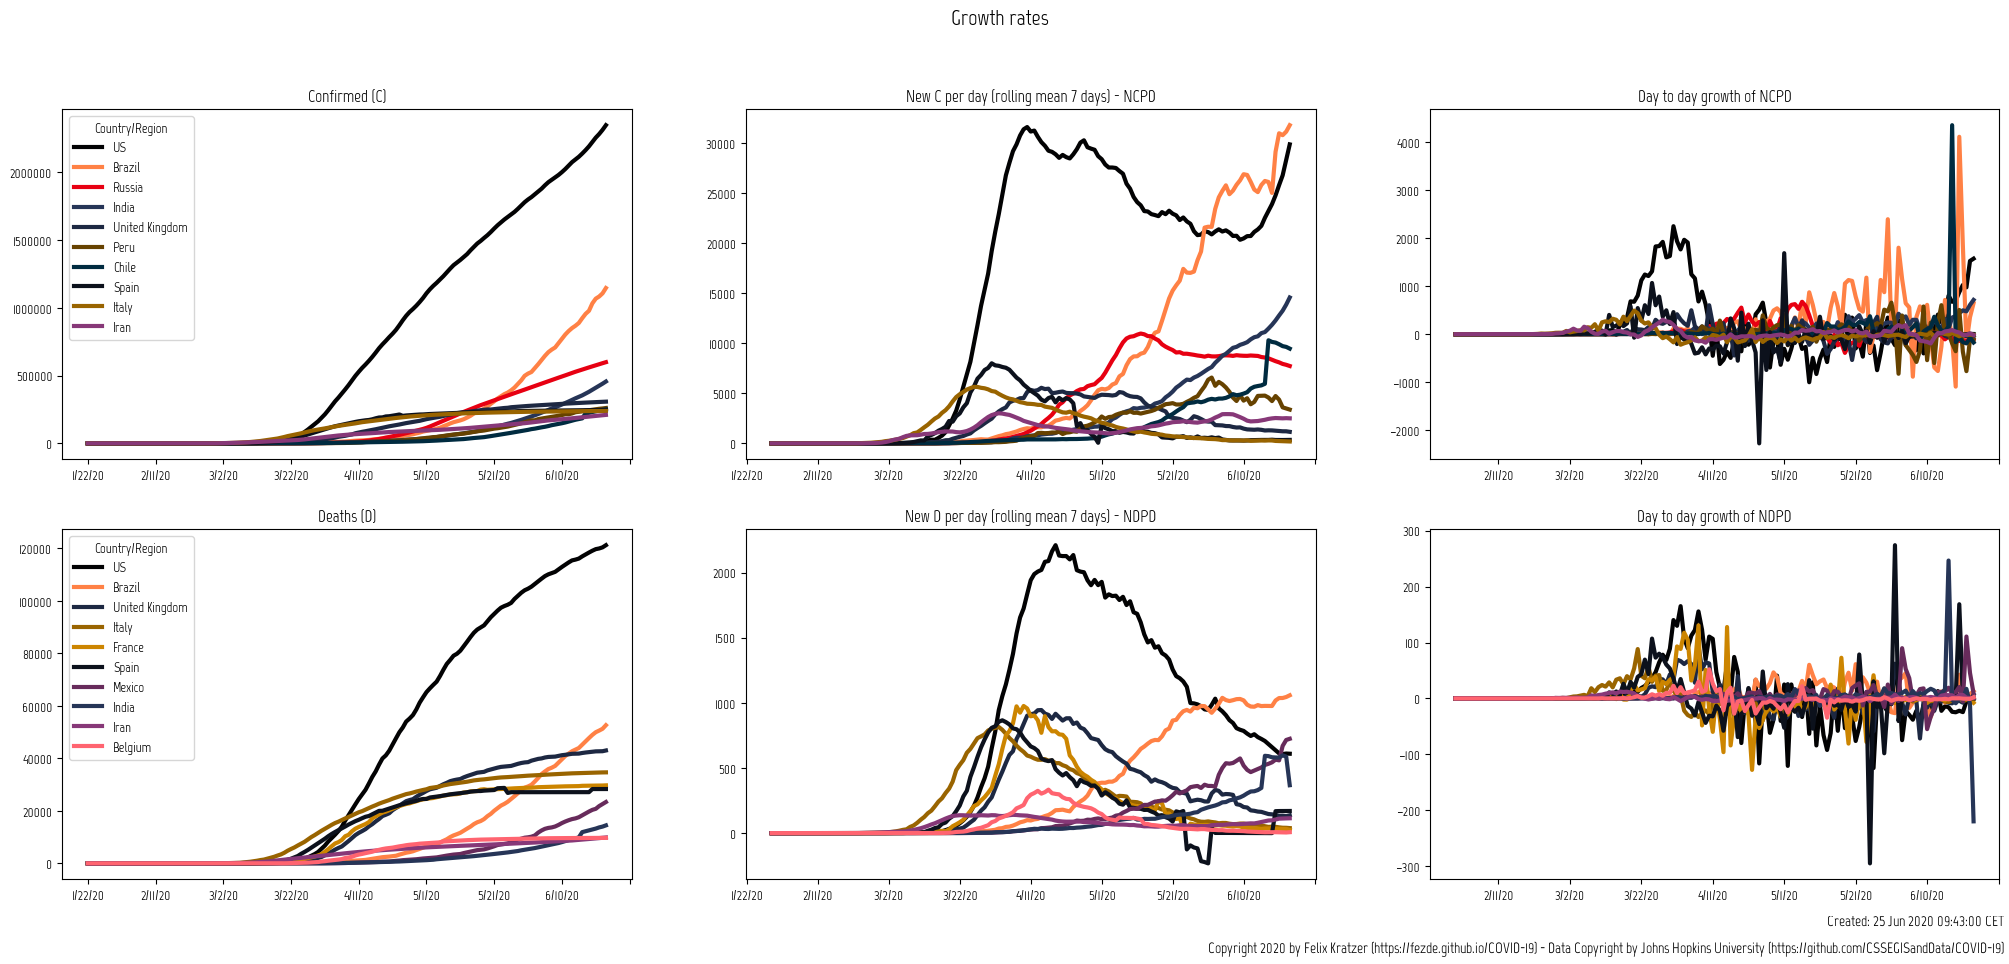 Growth rates
Confirmed (C)
2000000
1500000
1000000
500000
0
Country/Region
US
Brazil
Russia
India
United Kingdom
Peru
Chile
Spain
Italy
Iran
1/22/20 2/11/20 3/2/20 3/22/20 4/11/20 5/1/20 5/21/20 6/10/20
New C per day (rolling mean 7 days) - NCPD
30000
25000
20000
15000
10000
5000
0
1/22/20 2/11/20 3/2/20 3/22/20 4/11/20 5/1/20 5/21/20 6/10/20
Day to day growth of NCPD
4000
3000
2000
1000
0
−1000
−2000
2/11/20 3/2/20 3/22/20 4/11/20 5/1/20 5/21/20 6/10/20
Deaths (D)
120000
100000
80000
60000
40000
20000
0
Country/Region
US
Brazil
United Kingdom
Italy
France
Spain
Mexico
India
Iran
Belgium
1/22/20 2/11/20 3/2/20 3/22/20 4/11/20 5/1/20 5/21/20 6/10/20
New D per day (rolling mean 7 days) - NDPD
2000
1500
1000
500
0
1/22/20 2/11/20 3/2/20 3/22/20 4/11/20 5/1/20 5/21/20 6/10/20
Day to day growth of NDPD
300
200
100
0
−100
−200
−300
2/11/20 3/2/20 3/22/20 4/11/20 5/1/20 5/21/20 6/10/20
Created: 25 Jun 2020 09:43:00 CET
Copyright 2020 by Felix Kratzer (https://fezde.github.io/COVID-19) - Data Copyright by Johns Hopkins University (https://github.com/CSSEGISandData/COVID-19)